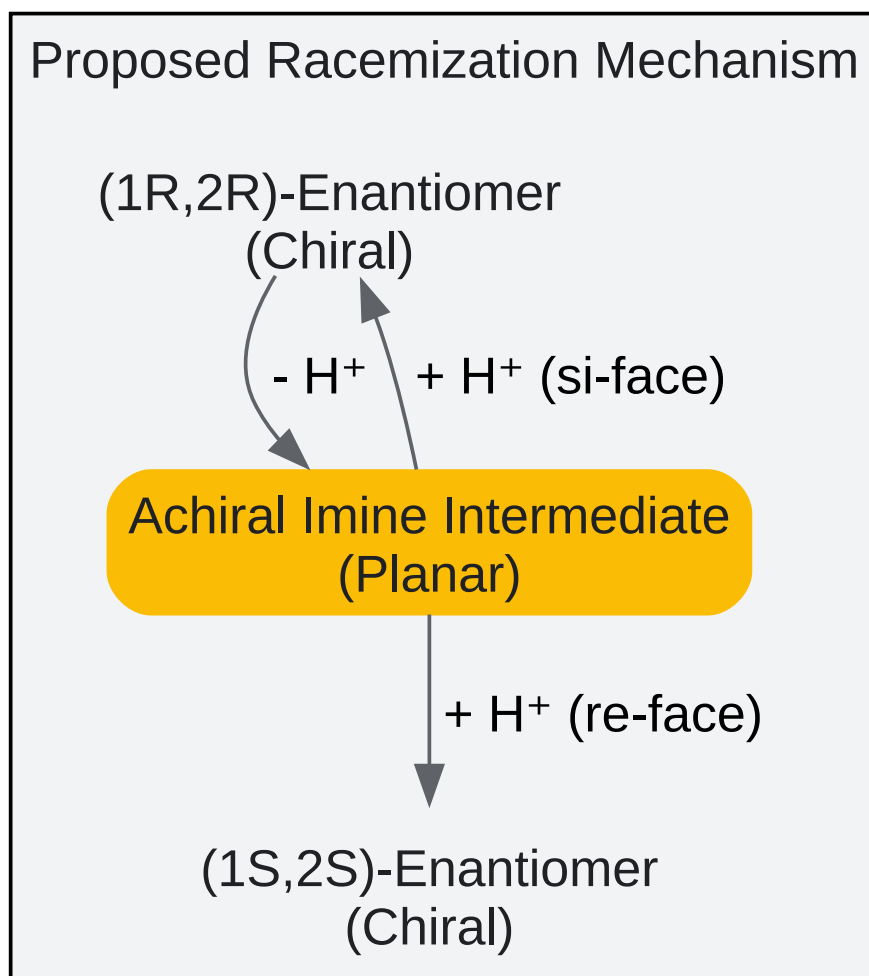 Proposed Racemization Mechanism
(1R,2R)-Enantiomer
(Chiral)
- H⁺
+ H⁺ (si-face)
Achiral Imine Intermediate
(Planar)
+ H⁺ (re-face)
(1S,2S)-Enantiomer
(Chiral)